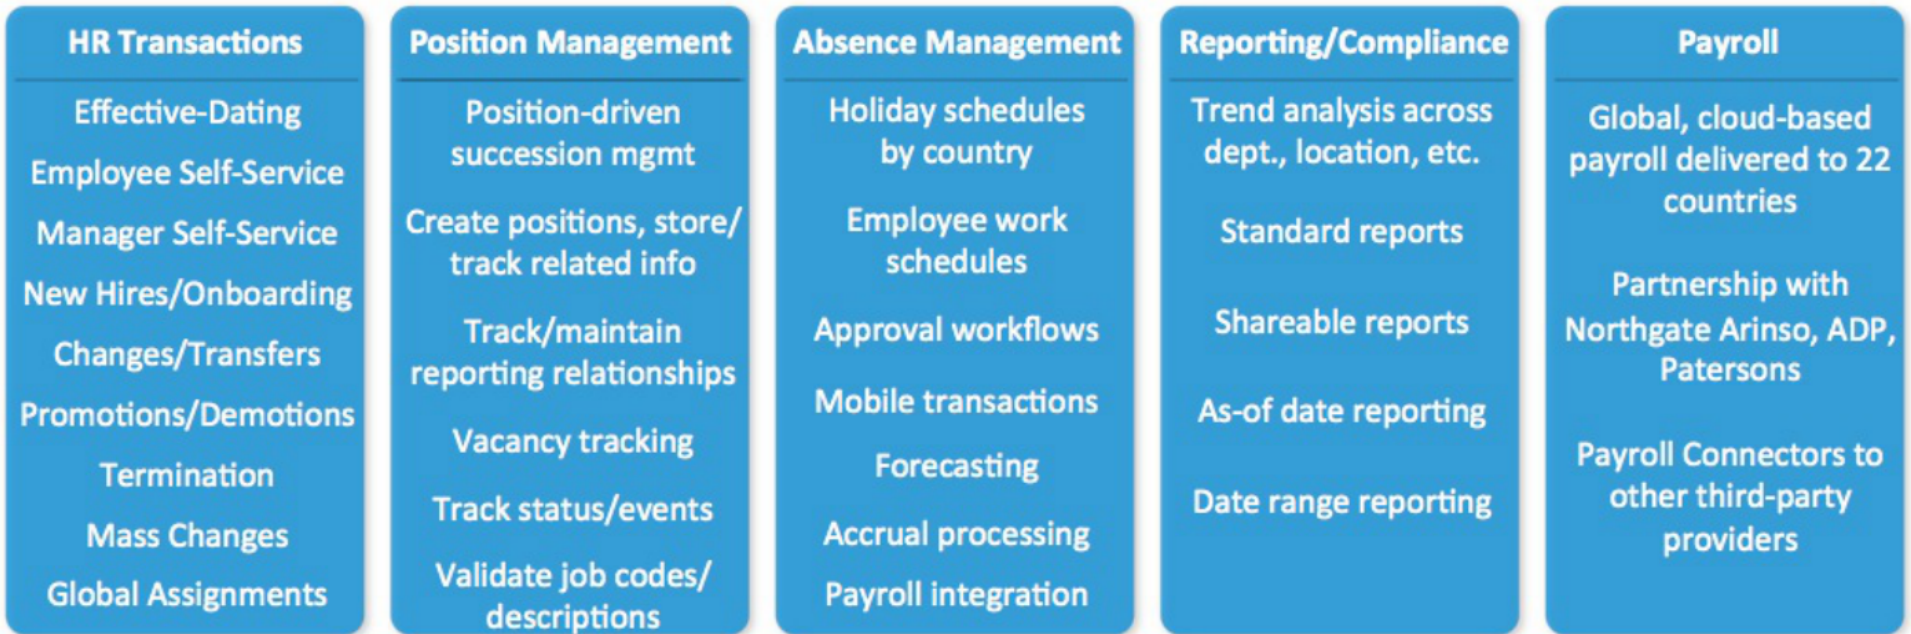 HR Transactions
Effective-Dating
Employee Self-Service
Manager Self-Service
New Hires/Onboarding
Changes/Transfers
Promotions/Demotions
Termination
Mass Changes
Global Assignments
Position Management
Position-driven
succession mgmt
Create positions, store/
track related info
Track/maintain
reporting relationships
Vacancy tracking
Track status/events
Validate job codes/
descriptions
Absence Management
Holiday schedules
by country
Employee work
schedules
Approval workflows
Mobile transactions
Forecasting
Accrual processing
Payroll integration
Reporting/Compliance
Trend analysis across
dept., location, etc.
Standard reports
Shareable reports
As-of date reporting
Date range reporting
Payroll
Global, cloud-based
payroll delivered to 22
countries
Partnership with
Northgate Arinso, ADP,
Patersons
Payroll Connectors to
other third-party
providers